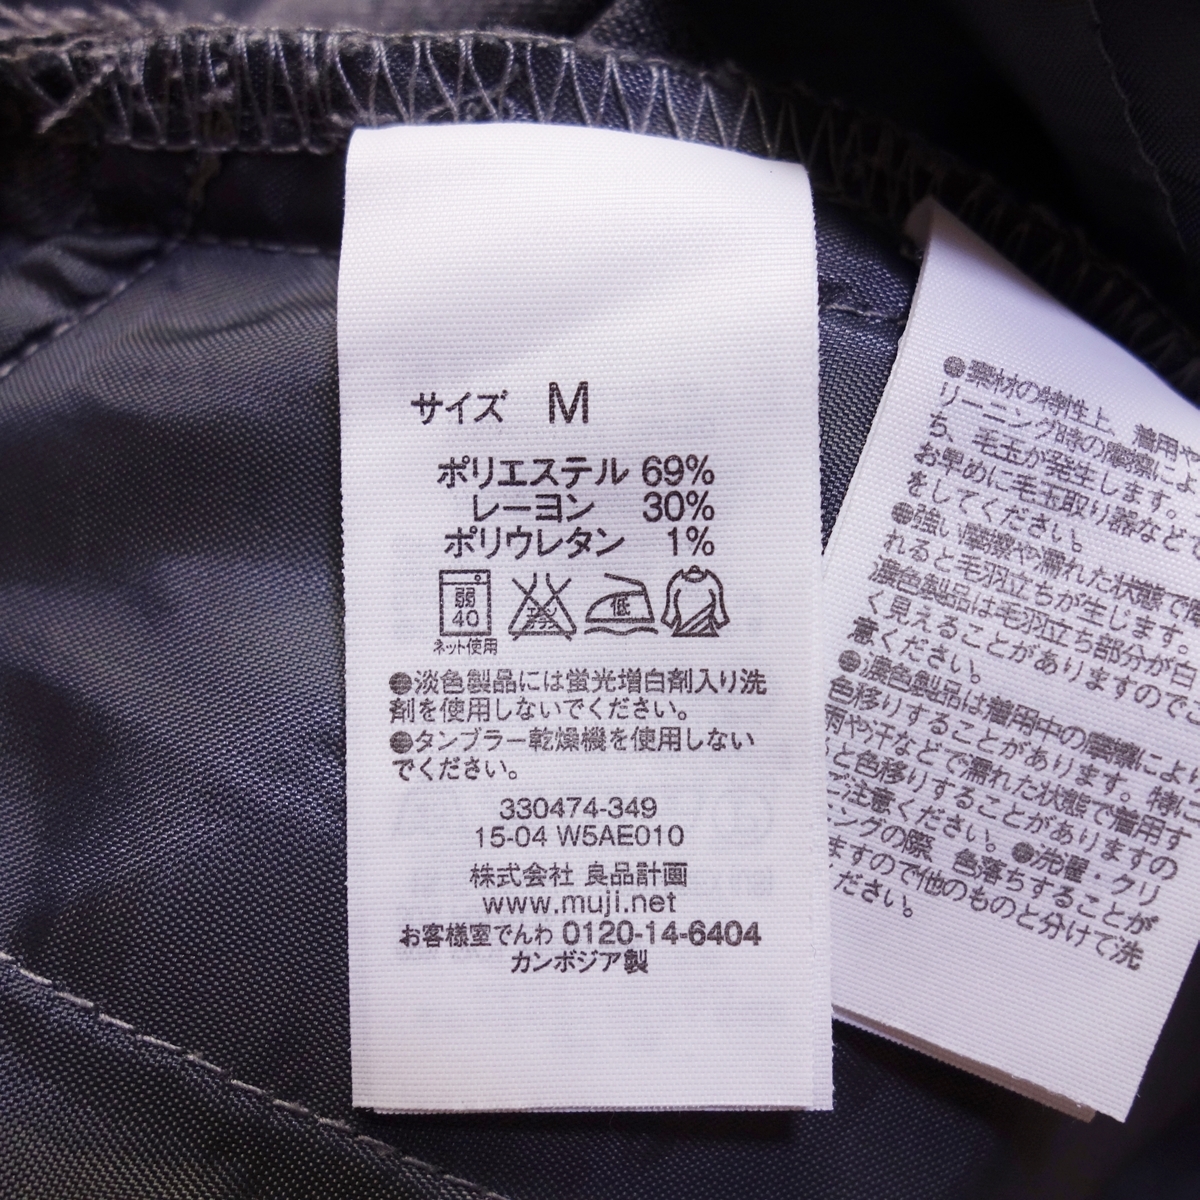 サイズ M
ポリエステル 69%
レーヨン 30%
ポリウレタン 1%
弱
40
ネット使用
エンソ
サラシ
低
●淡色製品には蛍光増白剤入り洗
剤を使用しないでください。
●タンブラー乾燥機を使用しない
でください。
330474-349
15-04 W5AE010
株式会社 良品計画
www.muji.net
お客様室でんわ 0120-14-6404
カンボジア製
●素材の特性上、着用や
リーニング時の摩擦によ
ち、毛玉が発生します。
お早めに毛玉取り器など
をしてください。
●強い摩擦や濡れた状態で
れると毛羽立ちが生じます。
濃色製品は毛羽立ち部分が白
く見えることがありますのでご
意ください。
●濃色製品は着用中の摩擦により
色移りすることがあります。特に
雨や汗などで濡れた状態で着用す
と色移りすることがありますの
ご注意ください。●洗濯・クリ
ングの際、色落ちすることが
ますので他のものと分けて洗
ださい。